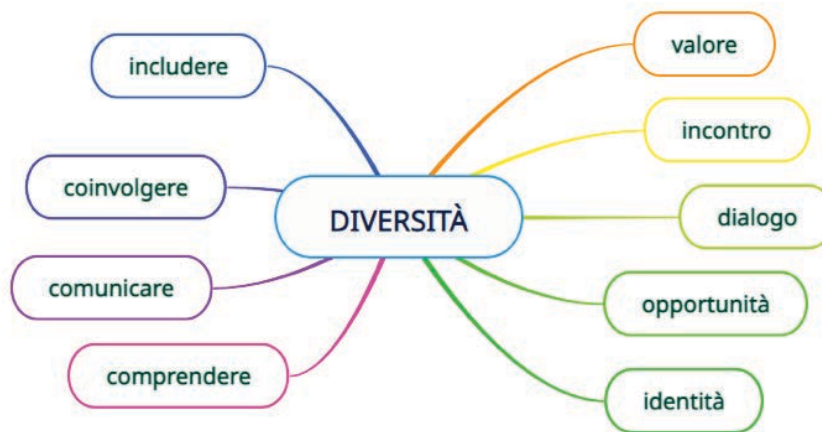 includere
coinvolgere
comunicare
comprendere
DIVERSITÀ
valore
incontro
dialogo
opportunità
identità